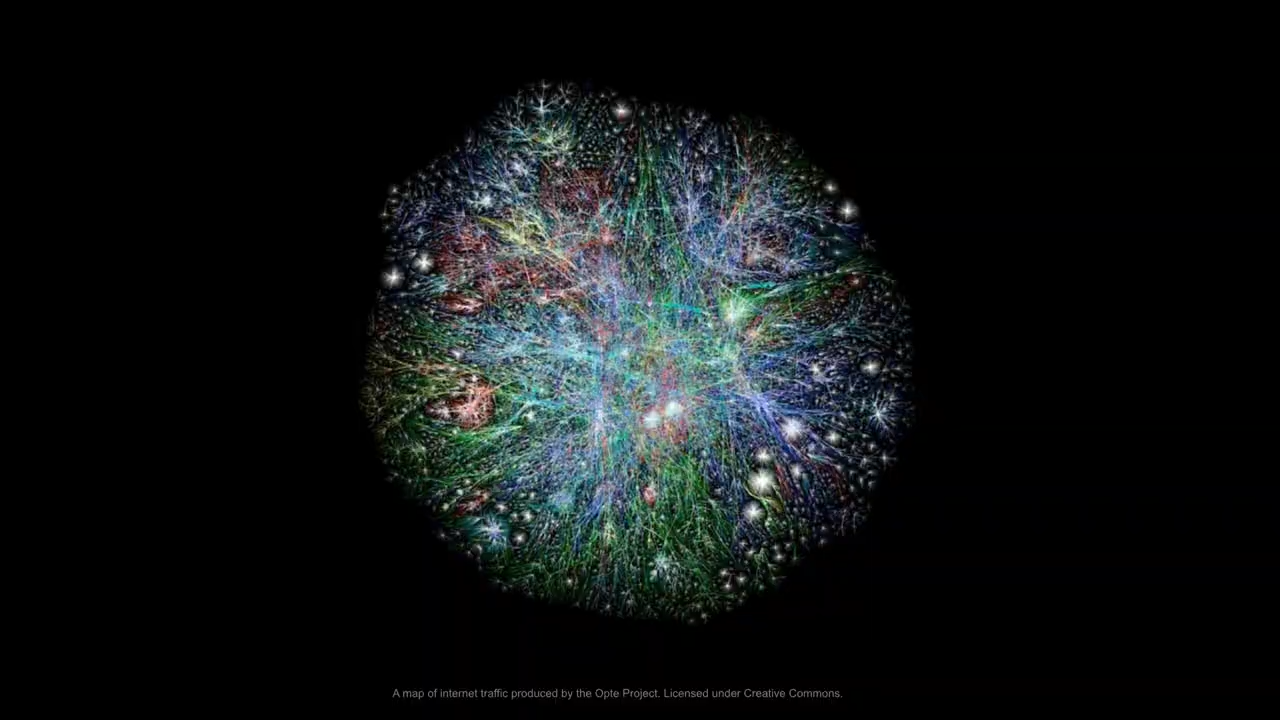 A map of internet traffic produced by the Opte Project. Licensed under Creative Commons.